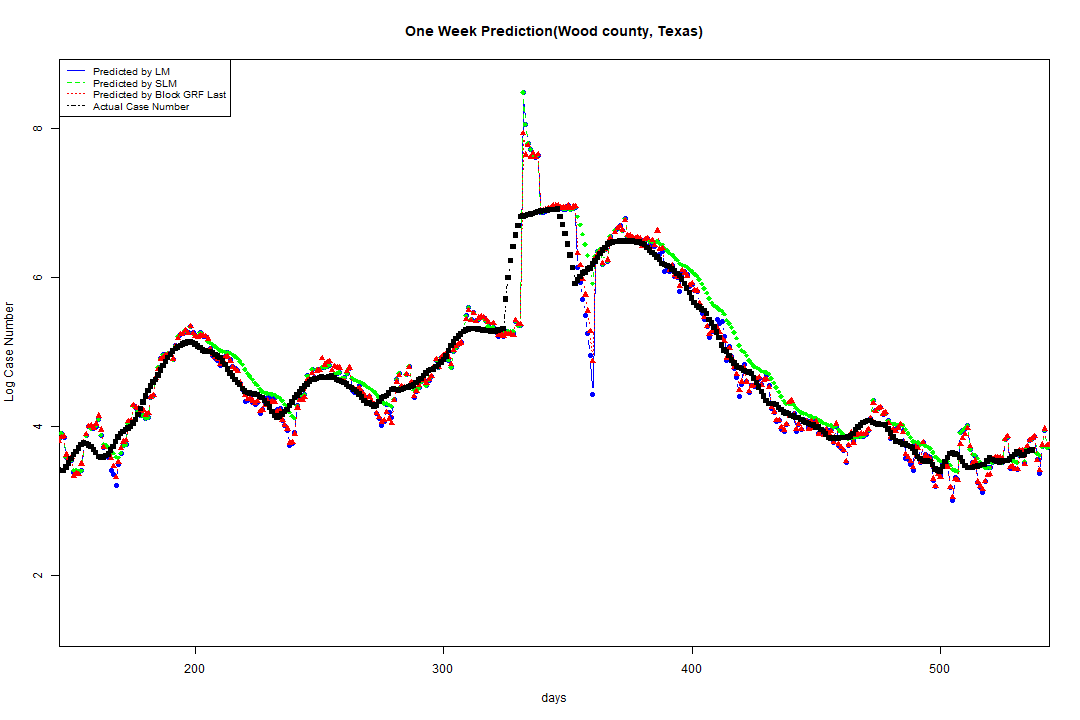 One Week Prediction(Wood county, Texas)
Predicted by LM
Predicted by SLM
Predicted by Block GRF Last
Actual Case Number
8
6
4
2
Log Case Number
200 300 400 500
days